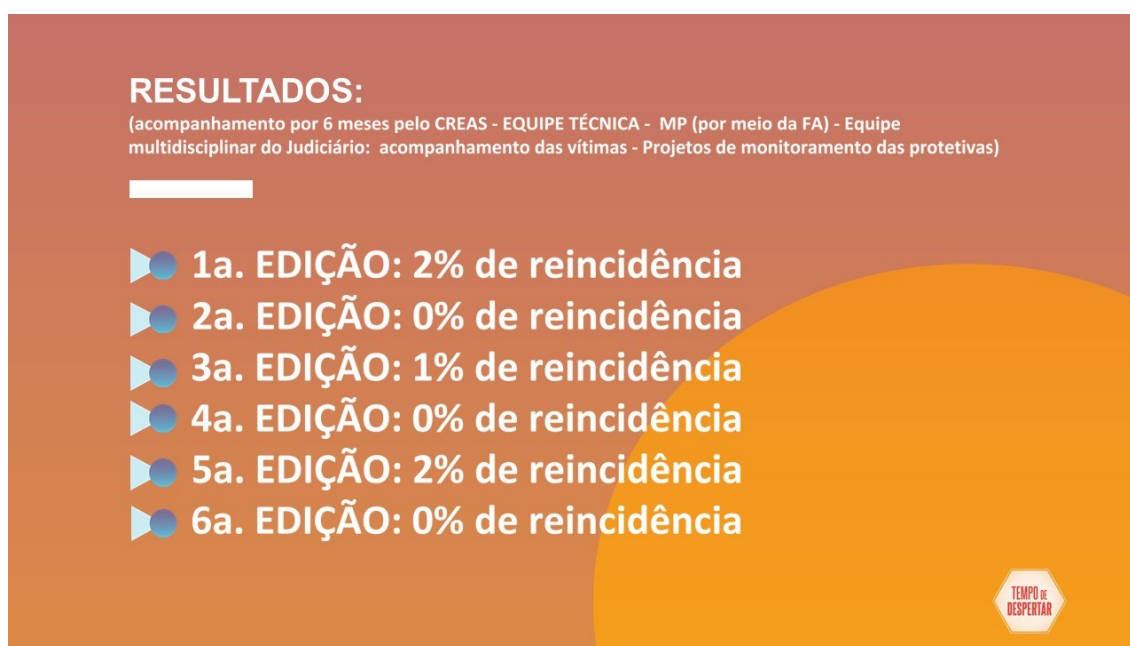 RESULTADOS:
(acompanhamento por 6 meses pelo CREAS - EQUIPE TÉCNICA - MP (por meio da FA) - Equipe
multidisciplinar do Judiciário: acompanhamento das vítimas - Projetos de monitoramento das protetivas)
1a. EDIÇÃO: 2% de reincidência
2a. EDIÇÃO: 0% de reincidência
3a. EDIÇÃO: 1% de reincidência
4a. EDIÇÃO: 0% de reincidência
5a. EDIÇÃO: 2% de reincidência
6a. EDIÇÃO: 0% de reincidência
TEMPO DE
DESPERTAR